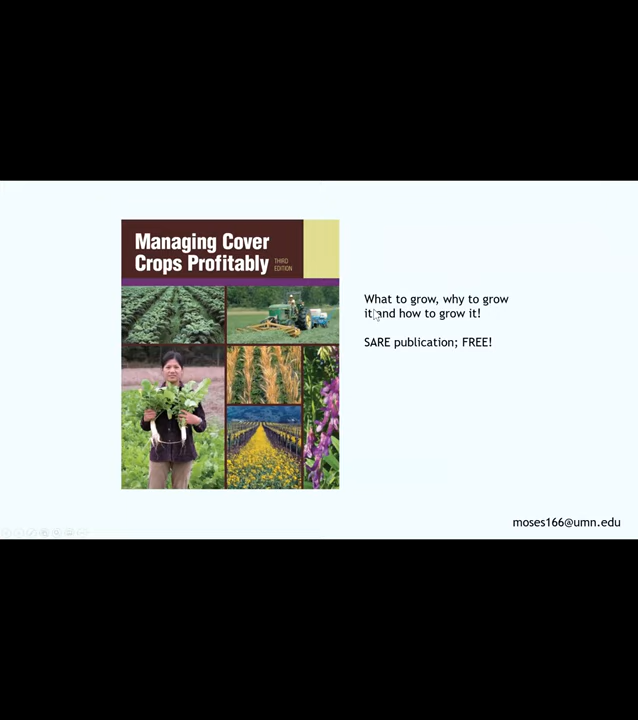 Managing Cover
Crops Profitably
THIRD
EDITION
What to grow, why to grow
it and how to grow it!
SARE publication; FREE!
moses166@umn.edu